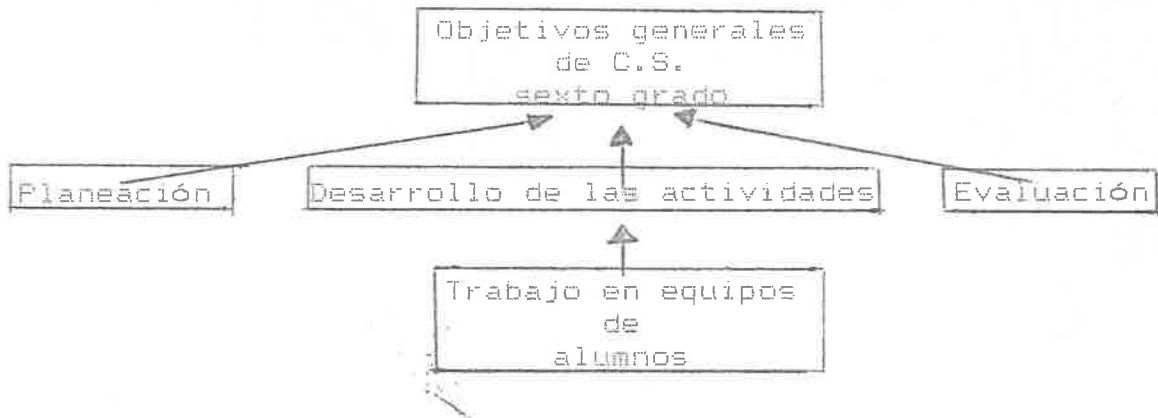 Objetivos generales
de C.S.
sexto grado
Planeación
Desarrollo de las actividades
Evaluación
Trabajo en equipos
de
alumnos